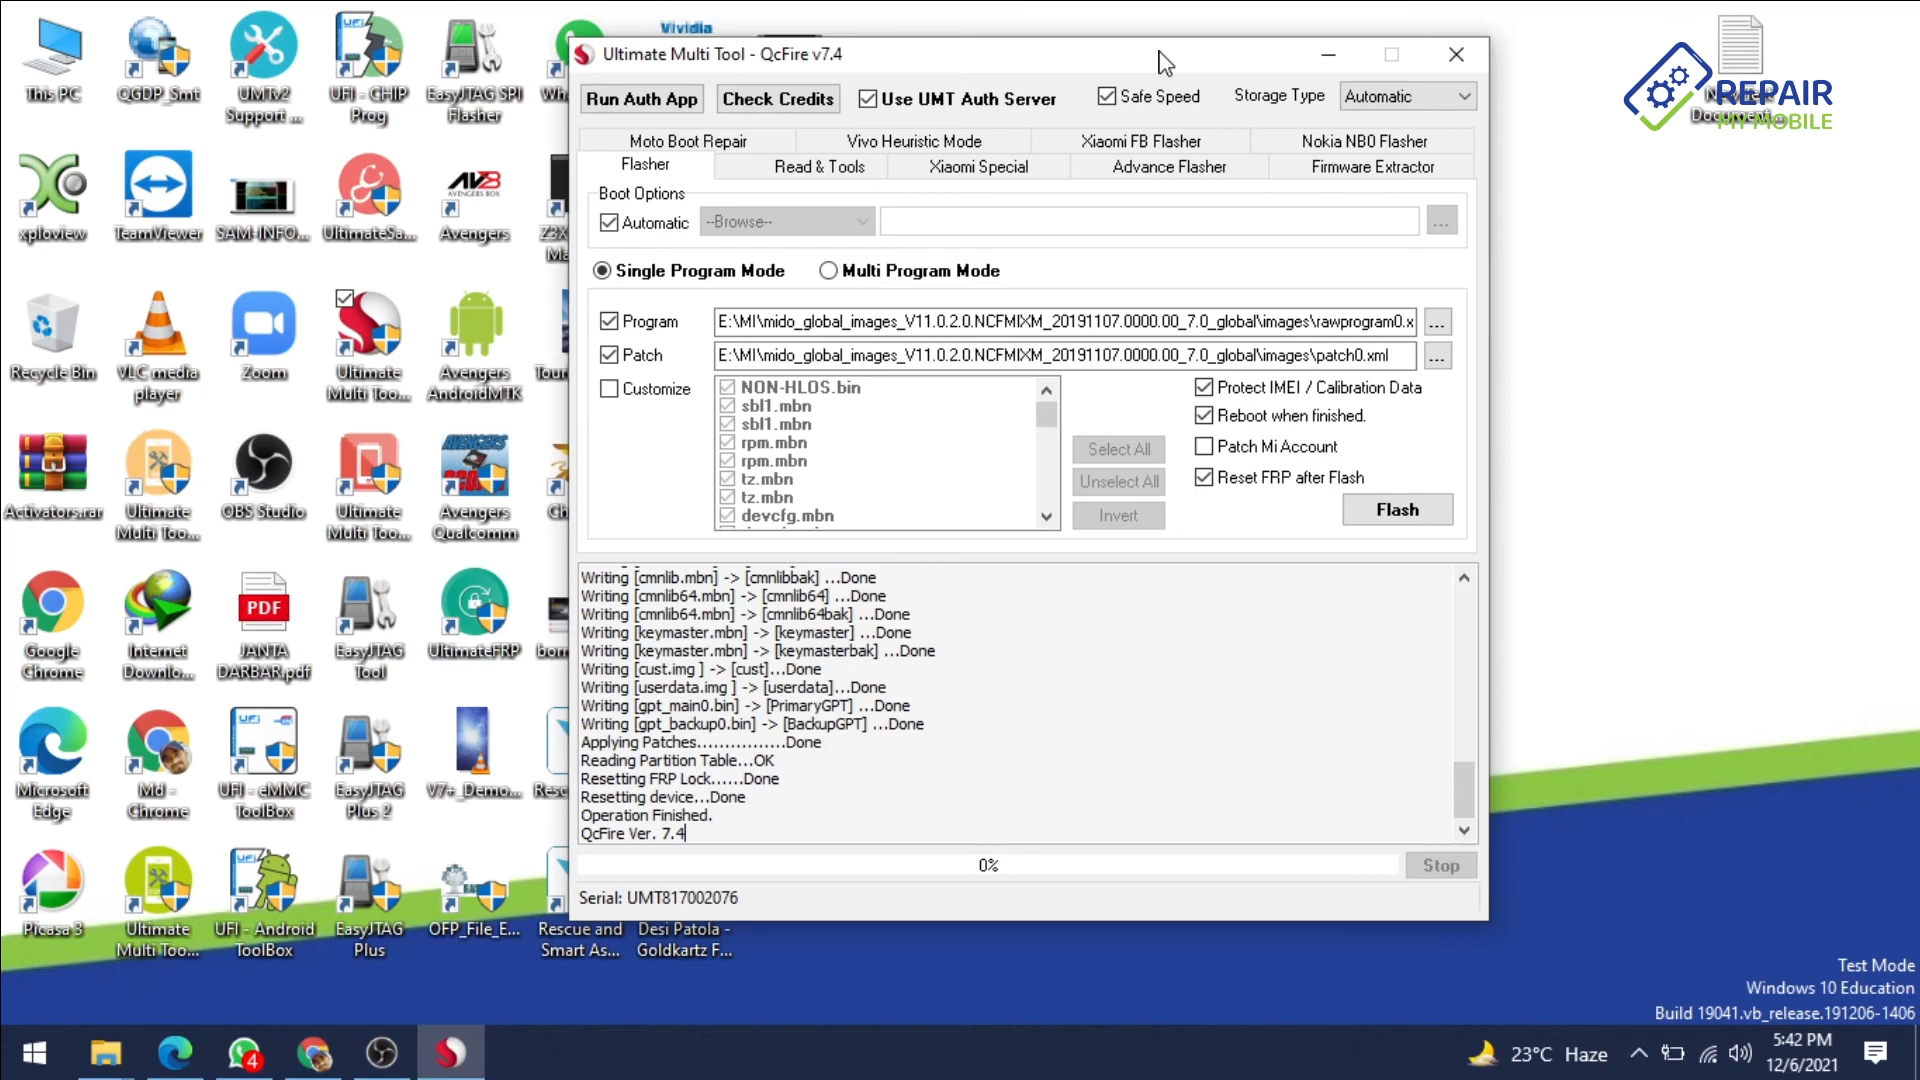 Vividia
Ultimate Multi Tool - QcFire v7.4
Run Auth App
Check Credits
Use UMT Auth Server
Safe Speed
Storage Type
Automatic
Moto Boot Repair
Vivo Heuristic Mode
Xiaomi FB Flasher
Nokia NB0 Flasher
Flasher
Read & Tools
Xiaomi Special
Advance Flasher
Firmware Extractor
Boot Options
Automatic
--Browse--
...
Single Program Mode
Multi Program Mode
Program
E:\MI\mido_global_images_V11.0.2.0.NCFMIXM_20191107.0000.00_7.0_global\images\rawprogram0.x
...
Patch
E:\MI\mido_global_images_V11.0.2.0.NCFMIXM_20191107.0000.00_7.0_global\images\patch0.xml
...
Customize
NON-HLOS.bin
sbl1.mbn
sbl1.mbn
rpm.mbn
rpm.mbn
tz.mbn
tz.mbn
devcfg.mbn
Select All
Unselect All
Invert
Protect IMEI / Calibration Data
Reboot when finished.
Patch Mi Account
Reset FRP after Flash
Flash
Writing [cmnlib.mbn] -> [cmnlibbak] ...Done
Writing [cmnlib64.mbn] -> [cmnlib64] ...Done
Writing [cmnlib64.mbn] -> [cmnlib64bak] ...Done
Writing [keymaster.mbn] -> [keymaster] ...Done
Writing [keymaster.mbn] -> [keymasterbak] ...Done
Writing [cust.img ] -> [cust]...Done
Writing [userdata.img ] -> [userdata]...Done
Writing [gpt_main0.bin] -> [PrimaryGPT] ...Done
Writing [gpt_backup0.bin] -> [BackupGPT] ...Done
Applying Patches................Done
Reading Partition Table...OK
Resetting FRP Lock......Done
Resetting device...Done
Operation Finished.
QcFire Ver. 7.4
0%
Stop
Serial: UMT817002076
This PC
QGDP_Smt
UMTv2
Support ...
UFI - CHIP
Prog
EasyJTAG SPI
Flasher
xploview
TeamViewer
SAM-INFO...
UltimateSa...
AVB
AVENGERS BOX
Avengers
Recycle Bin
VLC media
player
Zoom
Ultimate
Multi Too...
Avengers
AndroidMTK
Activators.rar
Ultimate
Multi Too...
OBS Studio
Ultimate
Multi Too...
AVENGERS
Avengers
Qualcomm
Google
Chrome
Internet
Downlo...
PDF
JANTA
DARBAR.pdf
EasyJTAG
Tool
UltimateFRP
Microsoft
Edge
Md -
Chrome
UFi
UFI - eMMC
ToolBox
EasyJTAG
Plus 2
V7+_Demo...
Picasa 3
Ultimate
Multi Too...
UFi
UFI - Android
ToolBox
EasyJTAG
Plus
OFP_File_E...
Rescue and
Smart As...
Desi Patola -
Goldkartz F...
REPAIR
MY MOBILE
Test Mode
Windows 10 Education
Build 19041.vb_release.191206-1406
4
23°C Haze
5:42 PM
12/6/2021